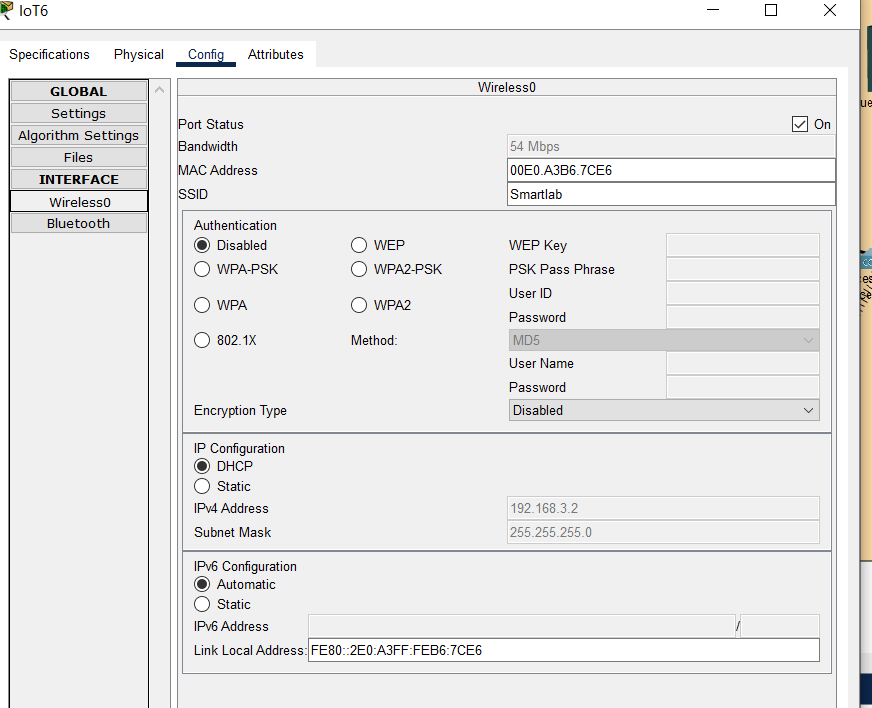 IoT6
Specifications Physical Config Attributes
GLOBAL
Settings
Algorithm Settings
Files
INTERFACE
Wireless0
Bluetooth
Wireless0
Port Status On
Bandwidth 54 Mbps
MAC Address 00E0.A3B6.7CE6
SSID Smartlab
Authentication
Disabled WEP WEP Key
WPA-PSK WPA2-PSK PSK Pass Phrase
User ID
WPA WPA2
Password
802.1X Method: MD5
User Name
Password
Encryption Type Disabled
IP Configuration
DHCP
Static
IPv4 Address 192.168.3.2
Subnet Mask 255.255.255.0
IPv6 Configuration
Automatic
Static
IPv6 Address /
Link Local Address: FE80::2E0:A3FF:FEB6:7CE6